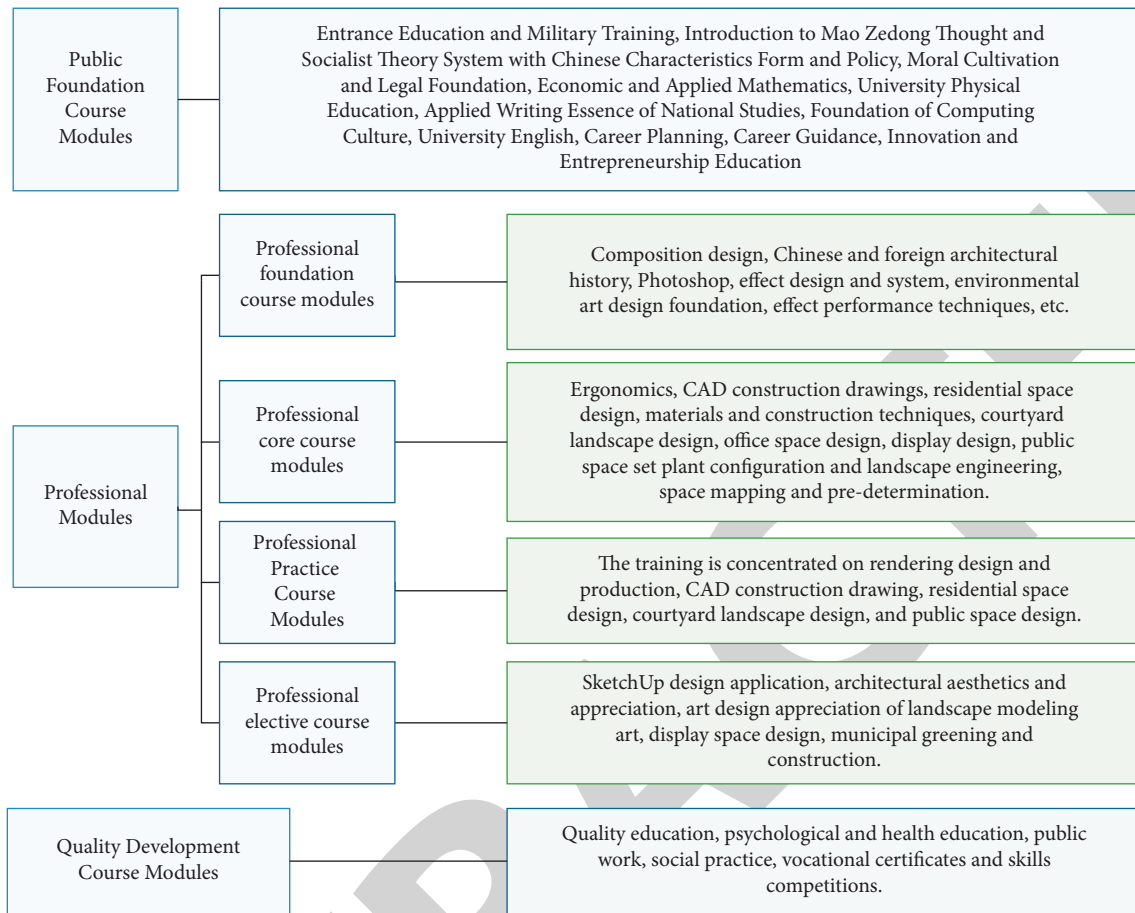 Public
Foundation
Course
Modules
Entrance Education and Military Training, Introduction to Mao Zedong Thought and
Socialist Theory System with Chinese Characteristics Form and Policy, Moral Cultivation
and Legal Foundation, Economic and Applied Mathematics, University Physical
Education, Applied Writing Essence of National Studies, Foundation of Computing
Culture, University English, Career Planning, Career Guidance, Innovation and
Entrepreneurship Education
Professional
Modules
Professional
foundation
course modules
Composition design, Chinese and foreign architectural
history, Photoshop, effect design and system, environmental
art design foundation, effect performance techniques, etc.
Professional
core course
modules
Ergonomics, CAD construction drawings, residential space
design, materials and construction techniques, courtyard
landscape design, office space design, display design, public
space set plant configuration and landscape engineering,
space mapping and pre-determination.
Professional
Practice
Course
Modules
The training is concentrated on rendering design and
production, CAD construction drawing, residential space
design, courtyard landscape design, and public space design.
Professional
elective course
modules
SketchUp design application, architectural aesthetics and
appreciation, art design appreciation of landscape modeling
art, display space design, municipal greening and
construction.
Quality Development
Course Modules
Quality education, psychological and health education, public
work, social practice, vocational certificates and skills
competitions.